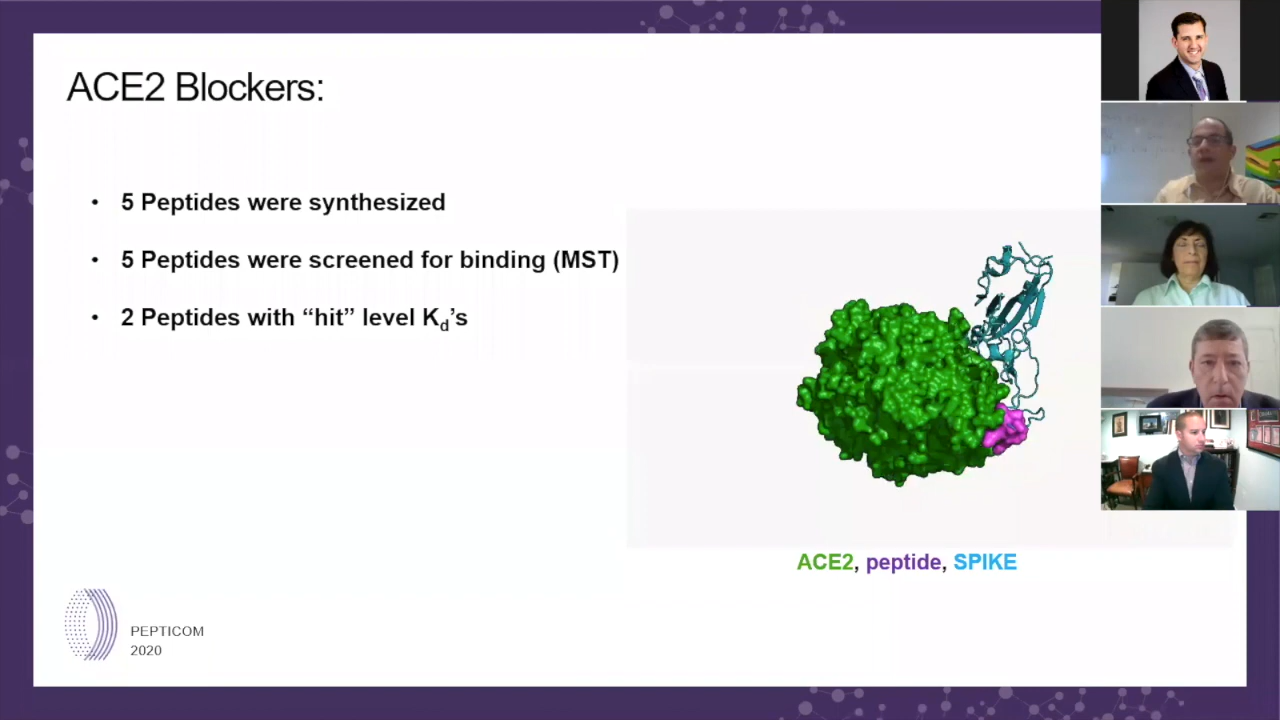 ACE2 Blockers:
• 5 Peptides were synthesized
• 5 Peptides were screened for binding (MST)
• 2 Peptides with “hit” level Kd’s
ACE2, peptide, SPIKE
PEPTICOM
2020